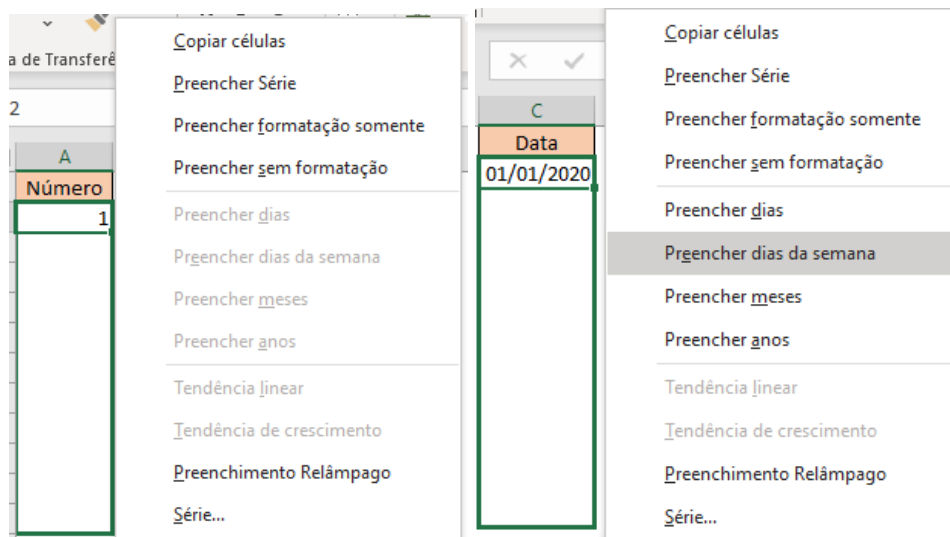 a de Transferê
2
A
Número
1
Copiar células
Preencher Série
Preencher formatação somente
Preencher sem formatação
Preencher dias
Preencher dias da semana
Preencher meses
Preencher anos
Tendência linear
Tendência de crescimento
Preenchimento Relâmpago
Série...
C
Data
01/01/2020
Copiar células
Preencher Série
Preencher formatação somente
Preencher sem formatação
Preencher dias
Preencher dias da semana
Preencher meses
Preencher anos
Tendência linear
Tendência de crescimento
Preenchimento Relâmpago
Série...